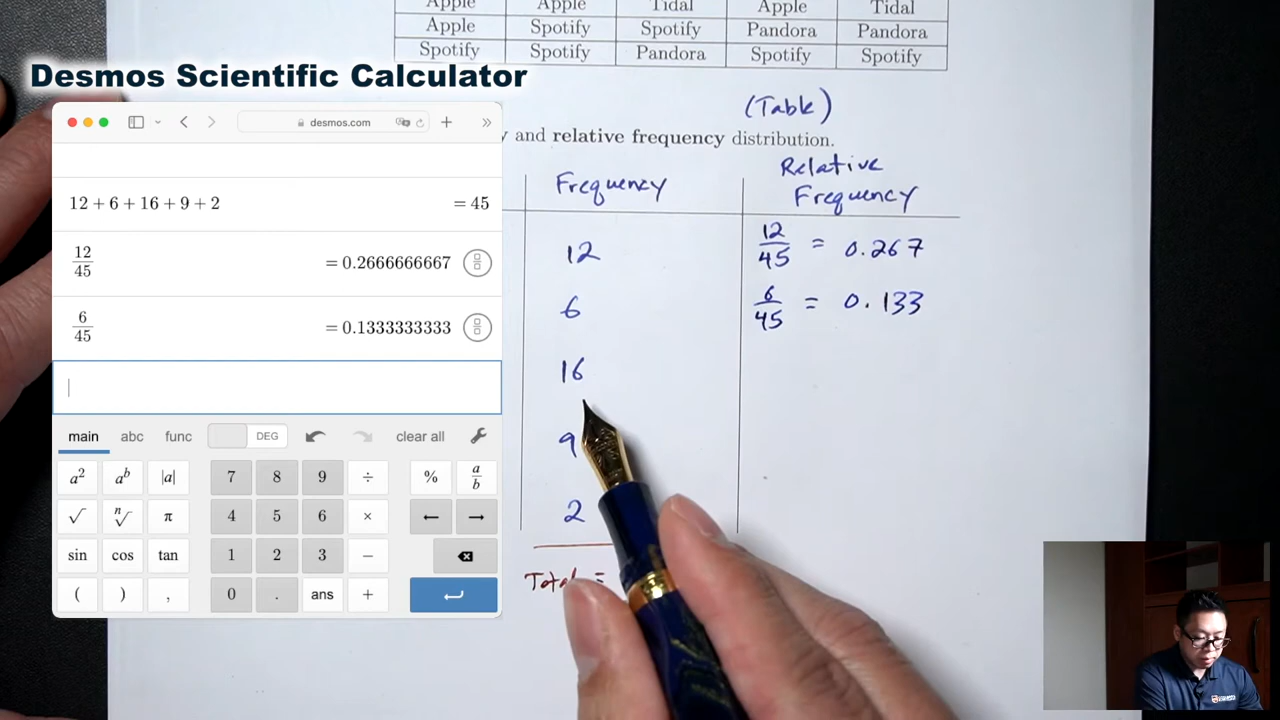 Apple Apple Tidal Apple Tidal
Apple Spotify Spotify Pandora Pandora
Spotify Spotify Pandora Spotify Spotify
Desmos Scientific Calculator
(Table)
desmos.com
and relative frequency distribution.
Frequency
Relative
Frequency
12 + 6 + 16 + 9 + 2 = 45
12/45 = 0.2666666667
6/45 = 0.1333333333
12 12/45 = 0.267
6 6/45 = 0.133
16
9
2
Total =
main abc func DEG clear all
a² aᵇ |a| 7 8 9 ÷ % a/b
√ ⁿ√ π 4 5 6 × ← →
sin cos tan 1 2 3 −
( ) , 0 . ans +